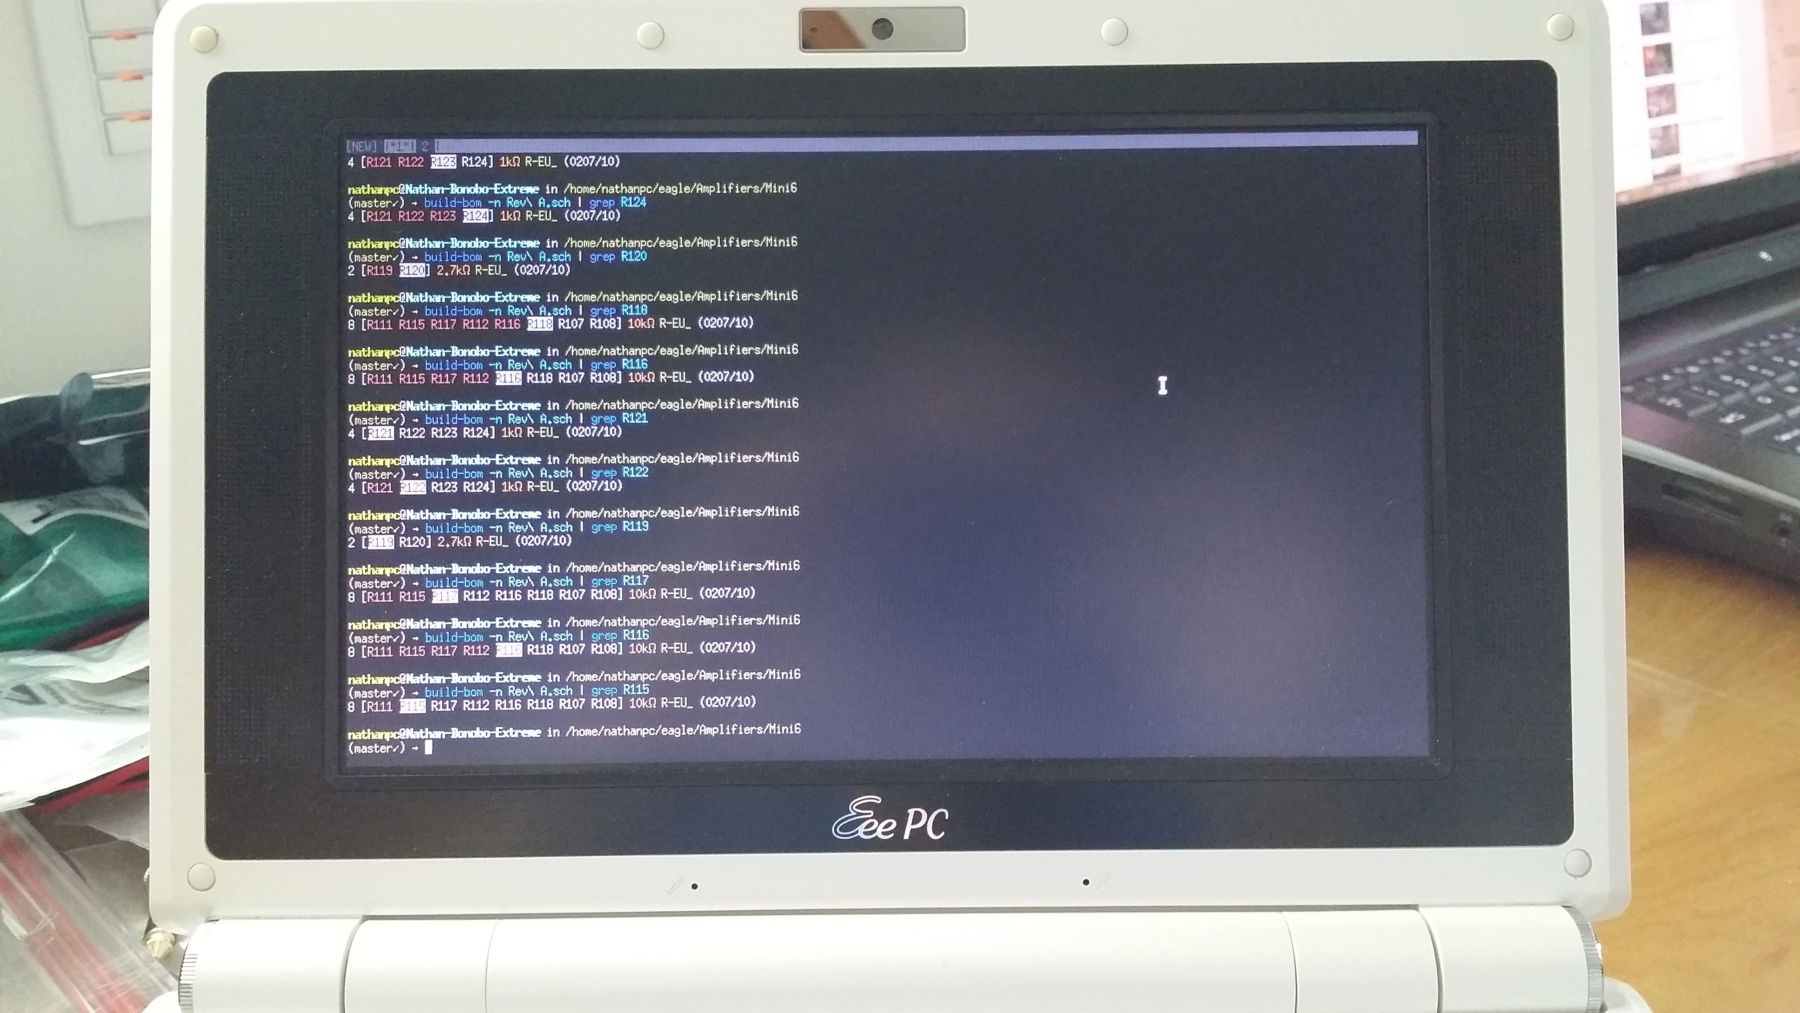 [NEW] [*1*] 2 [
4 [R121 R122 R123 R124] 1kΩ R-EU_ (0207/10)
nathanpc@Nathan-Bonobo-Extreme in /home/nathanpc/eagle/Amplifiers/Mini6
(master✓) → build-bom -n Rev\ A.sch | grep R124
4 [R121 R122 R123 R124] 1kΩ R-EU_ (0207/10)
nathanpc@Nathan-Bonobo-Extreme in /home/nathanpc/eagle/Amplifiers/Mini6
(master✓) → build-bom -n Rev\ A.sch | grep R120
2 [R119 R120] 2.7kΩ R-EU_ (0207/10)
nathanpc@Nathan-Bonobo-Extreme in /home/nathanpc/eagle/Amplifiers/Mini6
(master✓) → build-bom -n Rev\ A.sch | grep R118
8 [R111 R115 R117 R112 R116 R118 R107 R108] 10kΩ R-EU_ (0207/10)
nathanpc@Nathan-Bonobo-Extreme in /home/nathanpc/eagle/Amplifiers/Mini6
(master✓) → build-bom -n Rev\ A.sch | grep R116
8 [R111 R115 R117 R112 R116 R118 R107 R108] 10kΩ R-EU_ (0207/10)
nathanpc@Nathan-Bonobo-Extreme in /home/nathanpc/eagle/Amplifiers/Mini6
(master✓) → build-bom -n Rev\ A.sch | grep R121
4 [R121 R122 R123 R124] 1kΩ R-EU_ (0207/10)
nathanpc@Nathan-Bonobo-Extreme in /home/nathanpc/eagle/Amplifiers/Mini6
(master✓) → build-bom -n Rev\ A.sch | grep R122
4 [R121 R122 R123 R124] 1kΩ R-EU_ (0207/10)
nathanpc@Nathan-Bonobo-Extreme in /home/nathanpc/eagle/Amplifiers/Mini6
(master✓) → build-bom -n Rev\ A.sch | grep R119
2 [R119 R120] 2.7kΩ R-EU_ (0207/10)
nathanpc@Nathan-Bonobo-Extreme in /home/nathanpc/eagle/Amplifiers/Mini6
(master✓) → build-bom -n Rev\ A.sch | grep R117
8 [R111 R115 R117 R112 R116 R118 R107 R108] 10kΩ R-EU_ (0207/10)
nathanpc@Nathan-Bonobo-Extreme in /home/nathanpc/eagle/Amplifiers/Mini6
(master✓) → build-bom -n Rev\ A.sch | grep R116
8 [R111 R115 R117 R112 R116 R118 R107 R108] 10kΩ R-EU_ (0207/10)
nathanpc@Nathan-Bonobo-Extreme in /home/nathanpc/eagle/Amplifiers/Mini6
(master✓) → build-bom -n Rev\ A.sch | grep R115
8 [R111 R115 R117 R112 R116 R118 R107 R108] 10kΩ R-EU_ (0207/10)
nathanpc@Nathan-Bonobo-Extreme in /home/nathanpc/eagle/Amplifiers/Mini6
(master✓) →
Eee PC